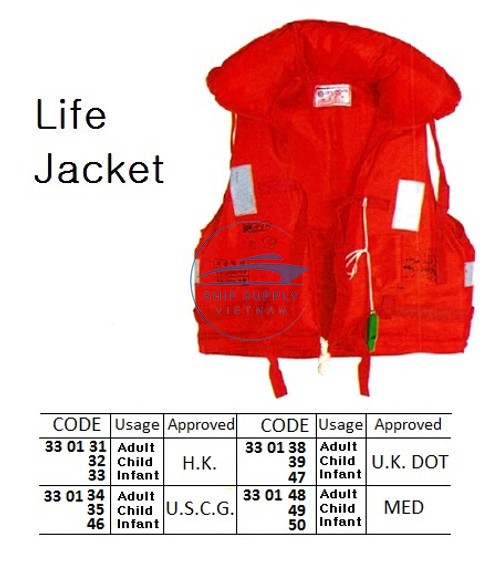 Life
Jacket
SHIP SUPPLY
VIETNAM
CODE Usage Approved CODE Usage Approved
33 01 31 Adult H.K. 33 01 38 Adult U.K. DOT
32 Child 39 Child
33 Infant 47 Infant
33 01 34 Adult U.S.C.G. 33 01 48 Adult MED
35 Child 49 Child
46 Infant 50 Infant